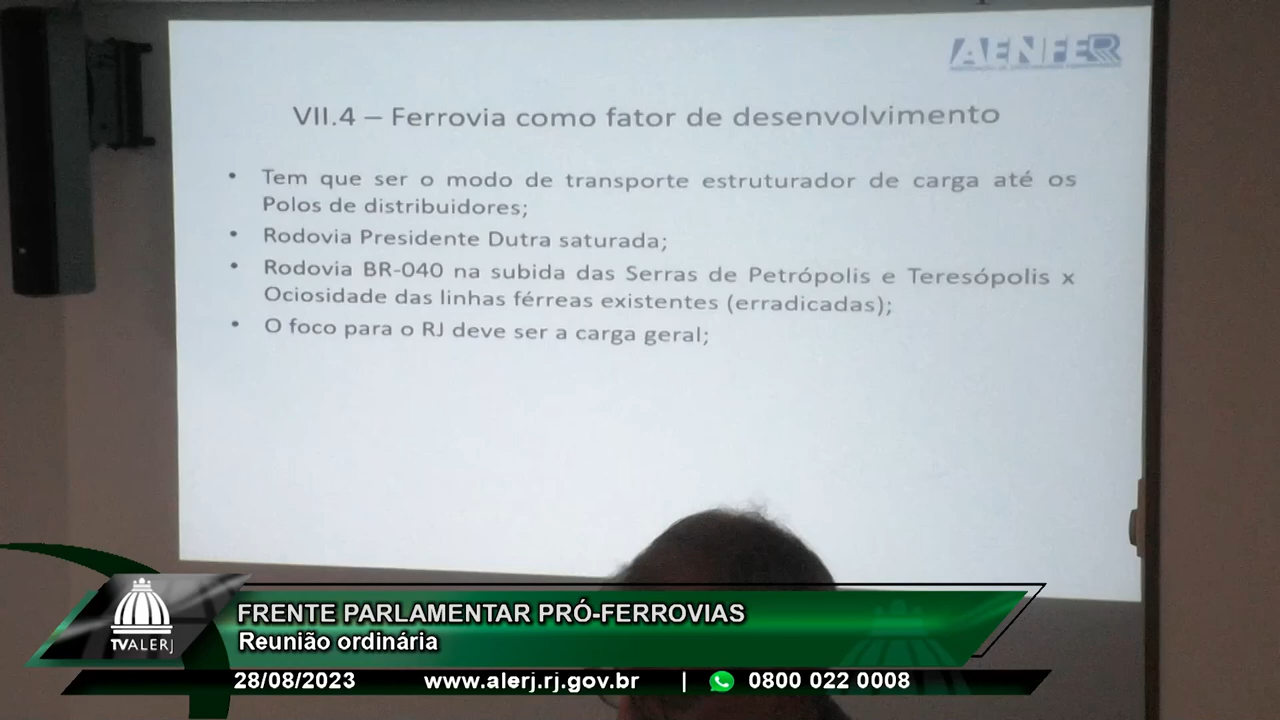 AENFER
VII.4 – Ferrovia como fator de desenvolvimento
• Tem que ser o modo de transporte estruturador de carga até os
Polos de distribuidores;
• Rodovia Presidente Dutra saturada;
• Rodovia BR-040 na subida das Serras de Petrópolis e Teresópolis x
Ociosidade das linhas férreas existentes (erradicadas);
• O foco para o RJ deve ser a carga geral;
TVALERJ
FRENTE PARLAMENTAR PRÓ-FERROVIAS
Reunião ordinária
28/08/2023 www.alerj.rj.gov.br | 0800 022 0008